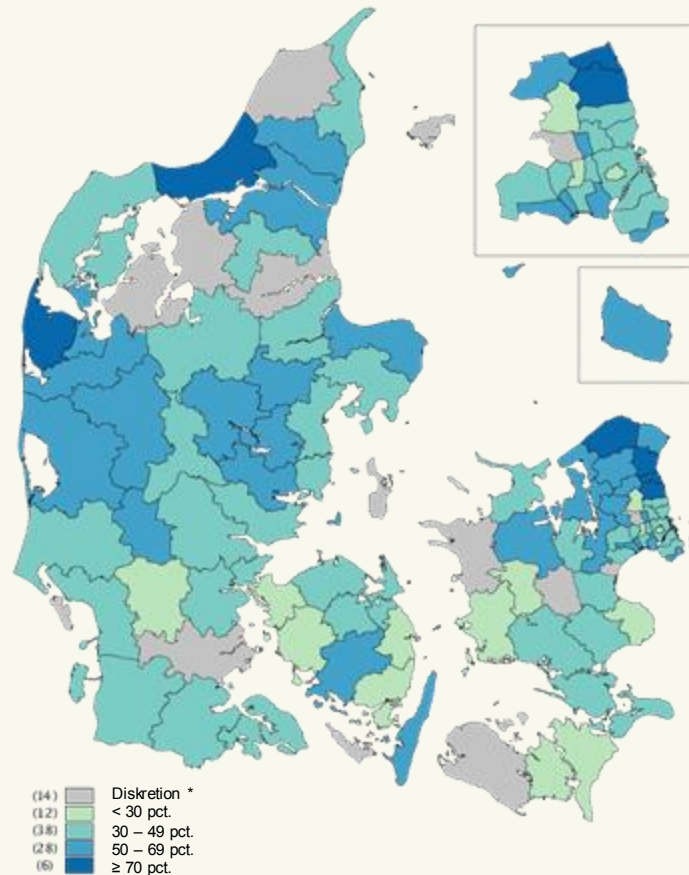 (14) Diskretion *
(12) < 30 pct.
(38) 30 – 49 pct.
(28) 50 – 69 pct.
(6) ≥ 70 pct.